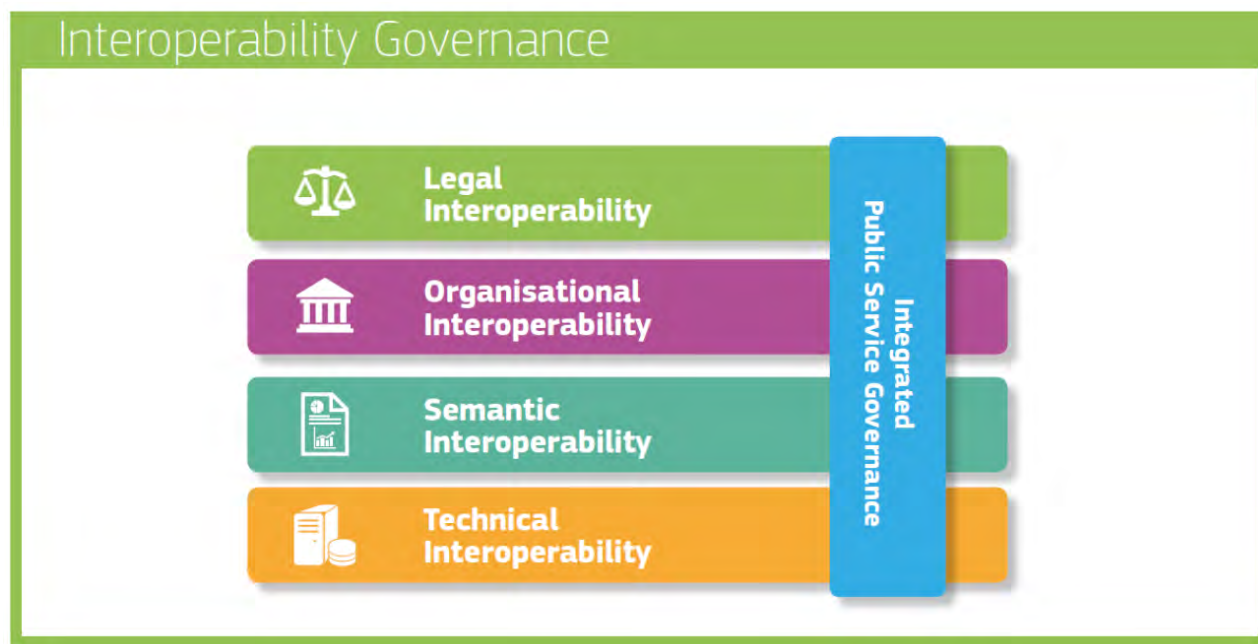 Interoperability Governance
Legal
Interoperability
Organisational
Interoperability
Semantic
Interoperability
Technical
Interoperability
Integrated
Public Service Governance